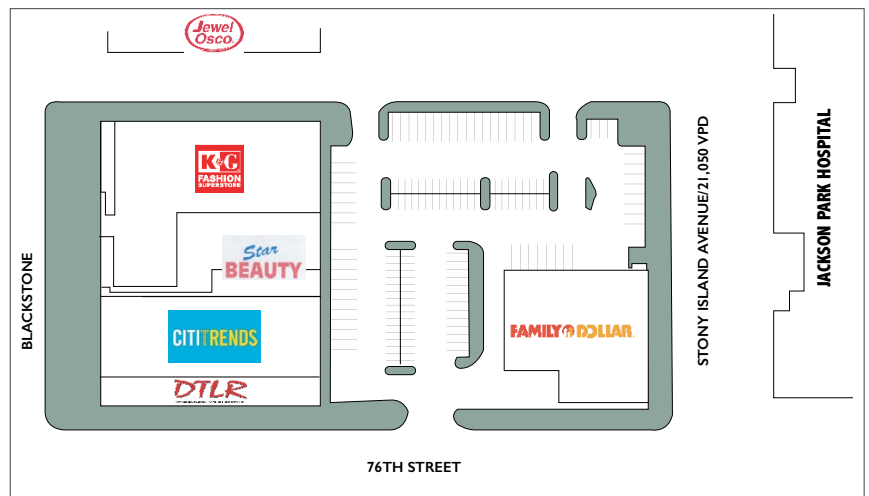 Jewel
Osco.
K&G
FASHION
SUPERSTORE
Star
BEAUTY
CITITRENDS
DTLR
FAMILY DOLLAR
BLACKSTONE
STONY ISLAND AVENUE/21,050 VPD
JACKSON PARK HOSPITAL
76TH STREET